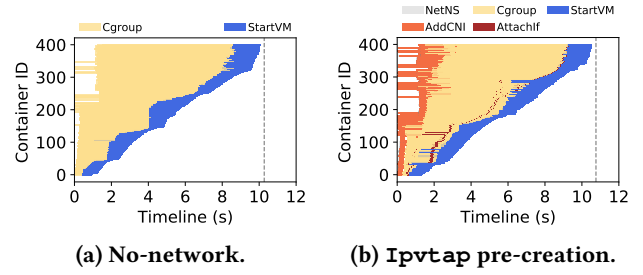 Cgroup StartVM
Container ID
400
300
200
100
0
0 2 4 6 8 10 12
Timeline (s)
(a) No-network.
NetNS Cgroup StartVM
AddCNI AttachIf
Container ID
400
300
200
100
0
0 2 4 6 8 10 12
Timeline (s)
(b) Ipvtap pre-creation.